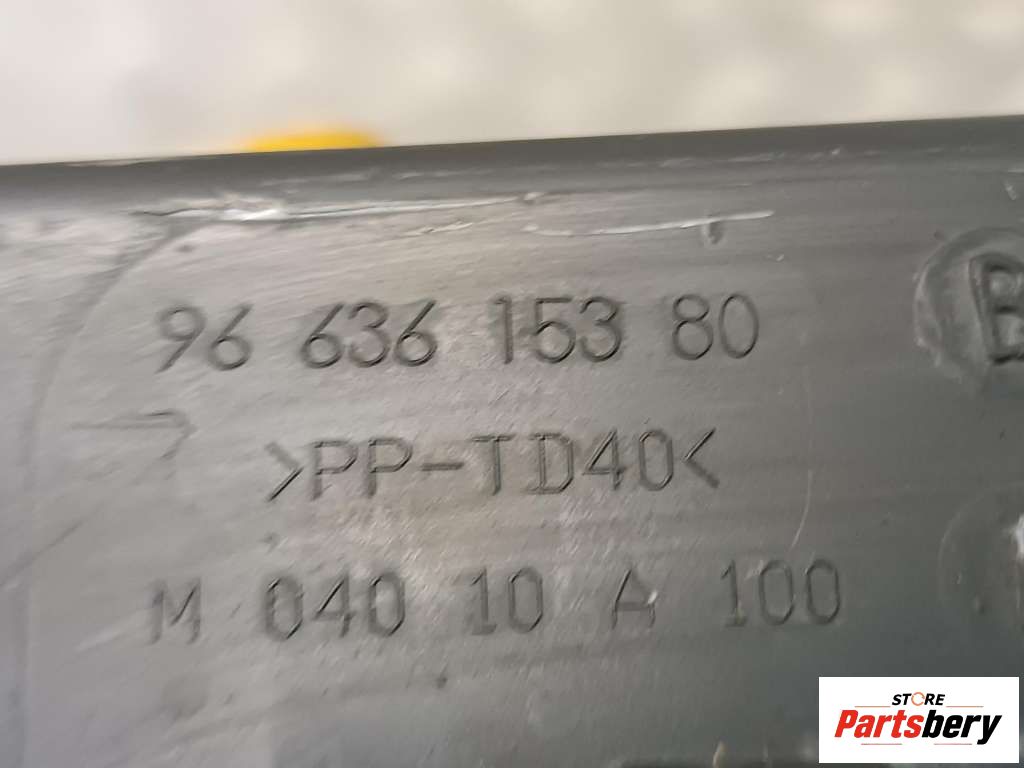 96 636 153 80
>PP-TD40<
M 040 10 A 100
STORE
Partsbery